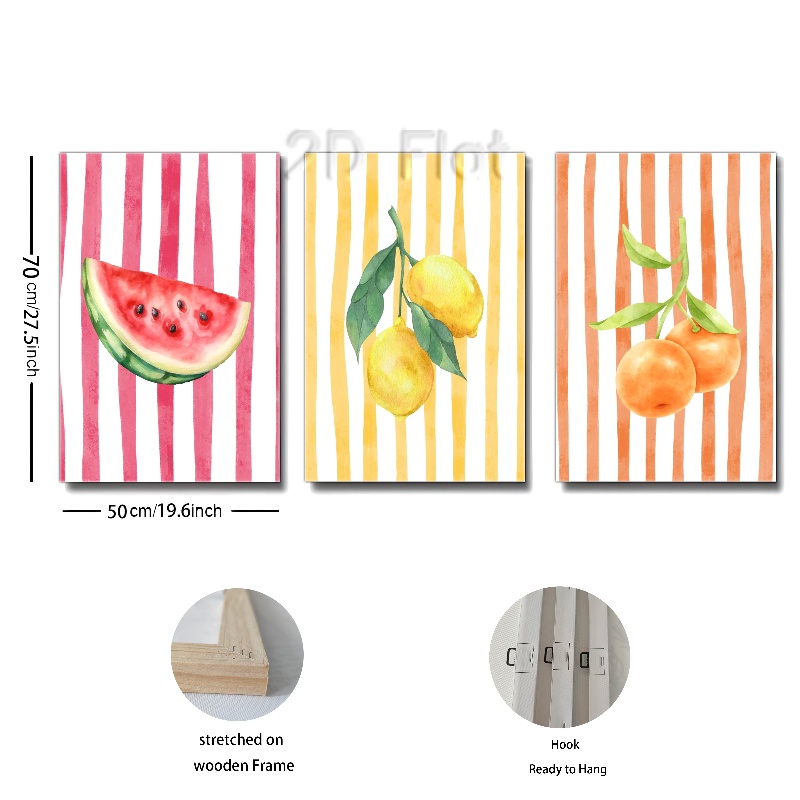 2D Flat
70 cm/27.5inch
50cm/19.6inch
stretched on
wooden Frame
Hook
Ready to Hang